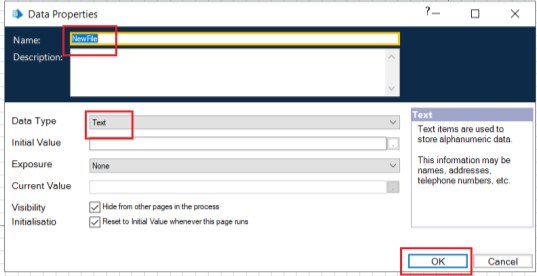 Data Properties
?
Name:
NewFile
Description:
Data Type
Text
Initial Value
Exposure
None
Current Value
Visibility
Hide from other pages in the process
Initialisatio
Reset to Initial Value whenever this page runs
Text
Text items are used to
store alphanumeric data.
This information may be
names, addresses,
telephone numbers, etc.
OK
Cancel